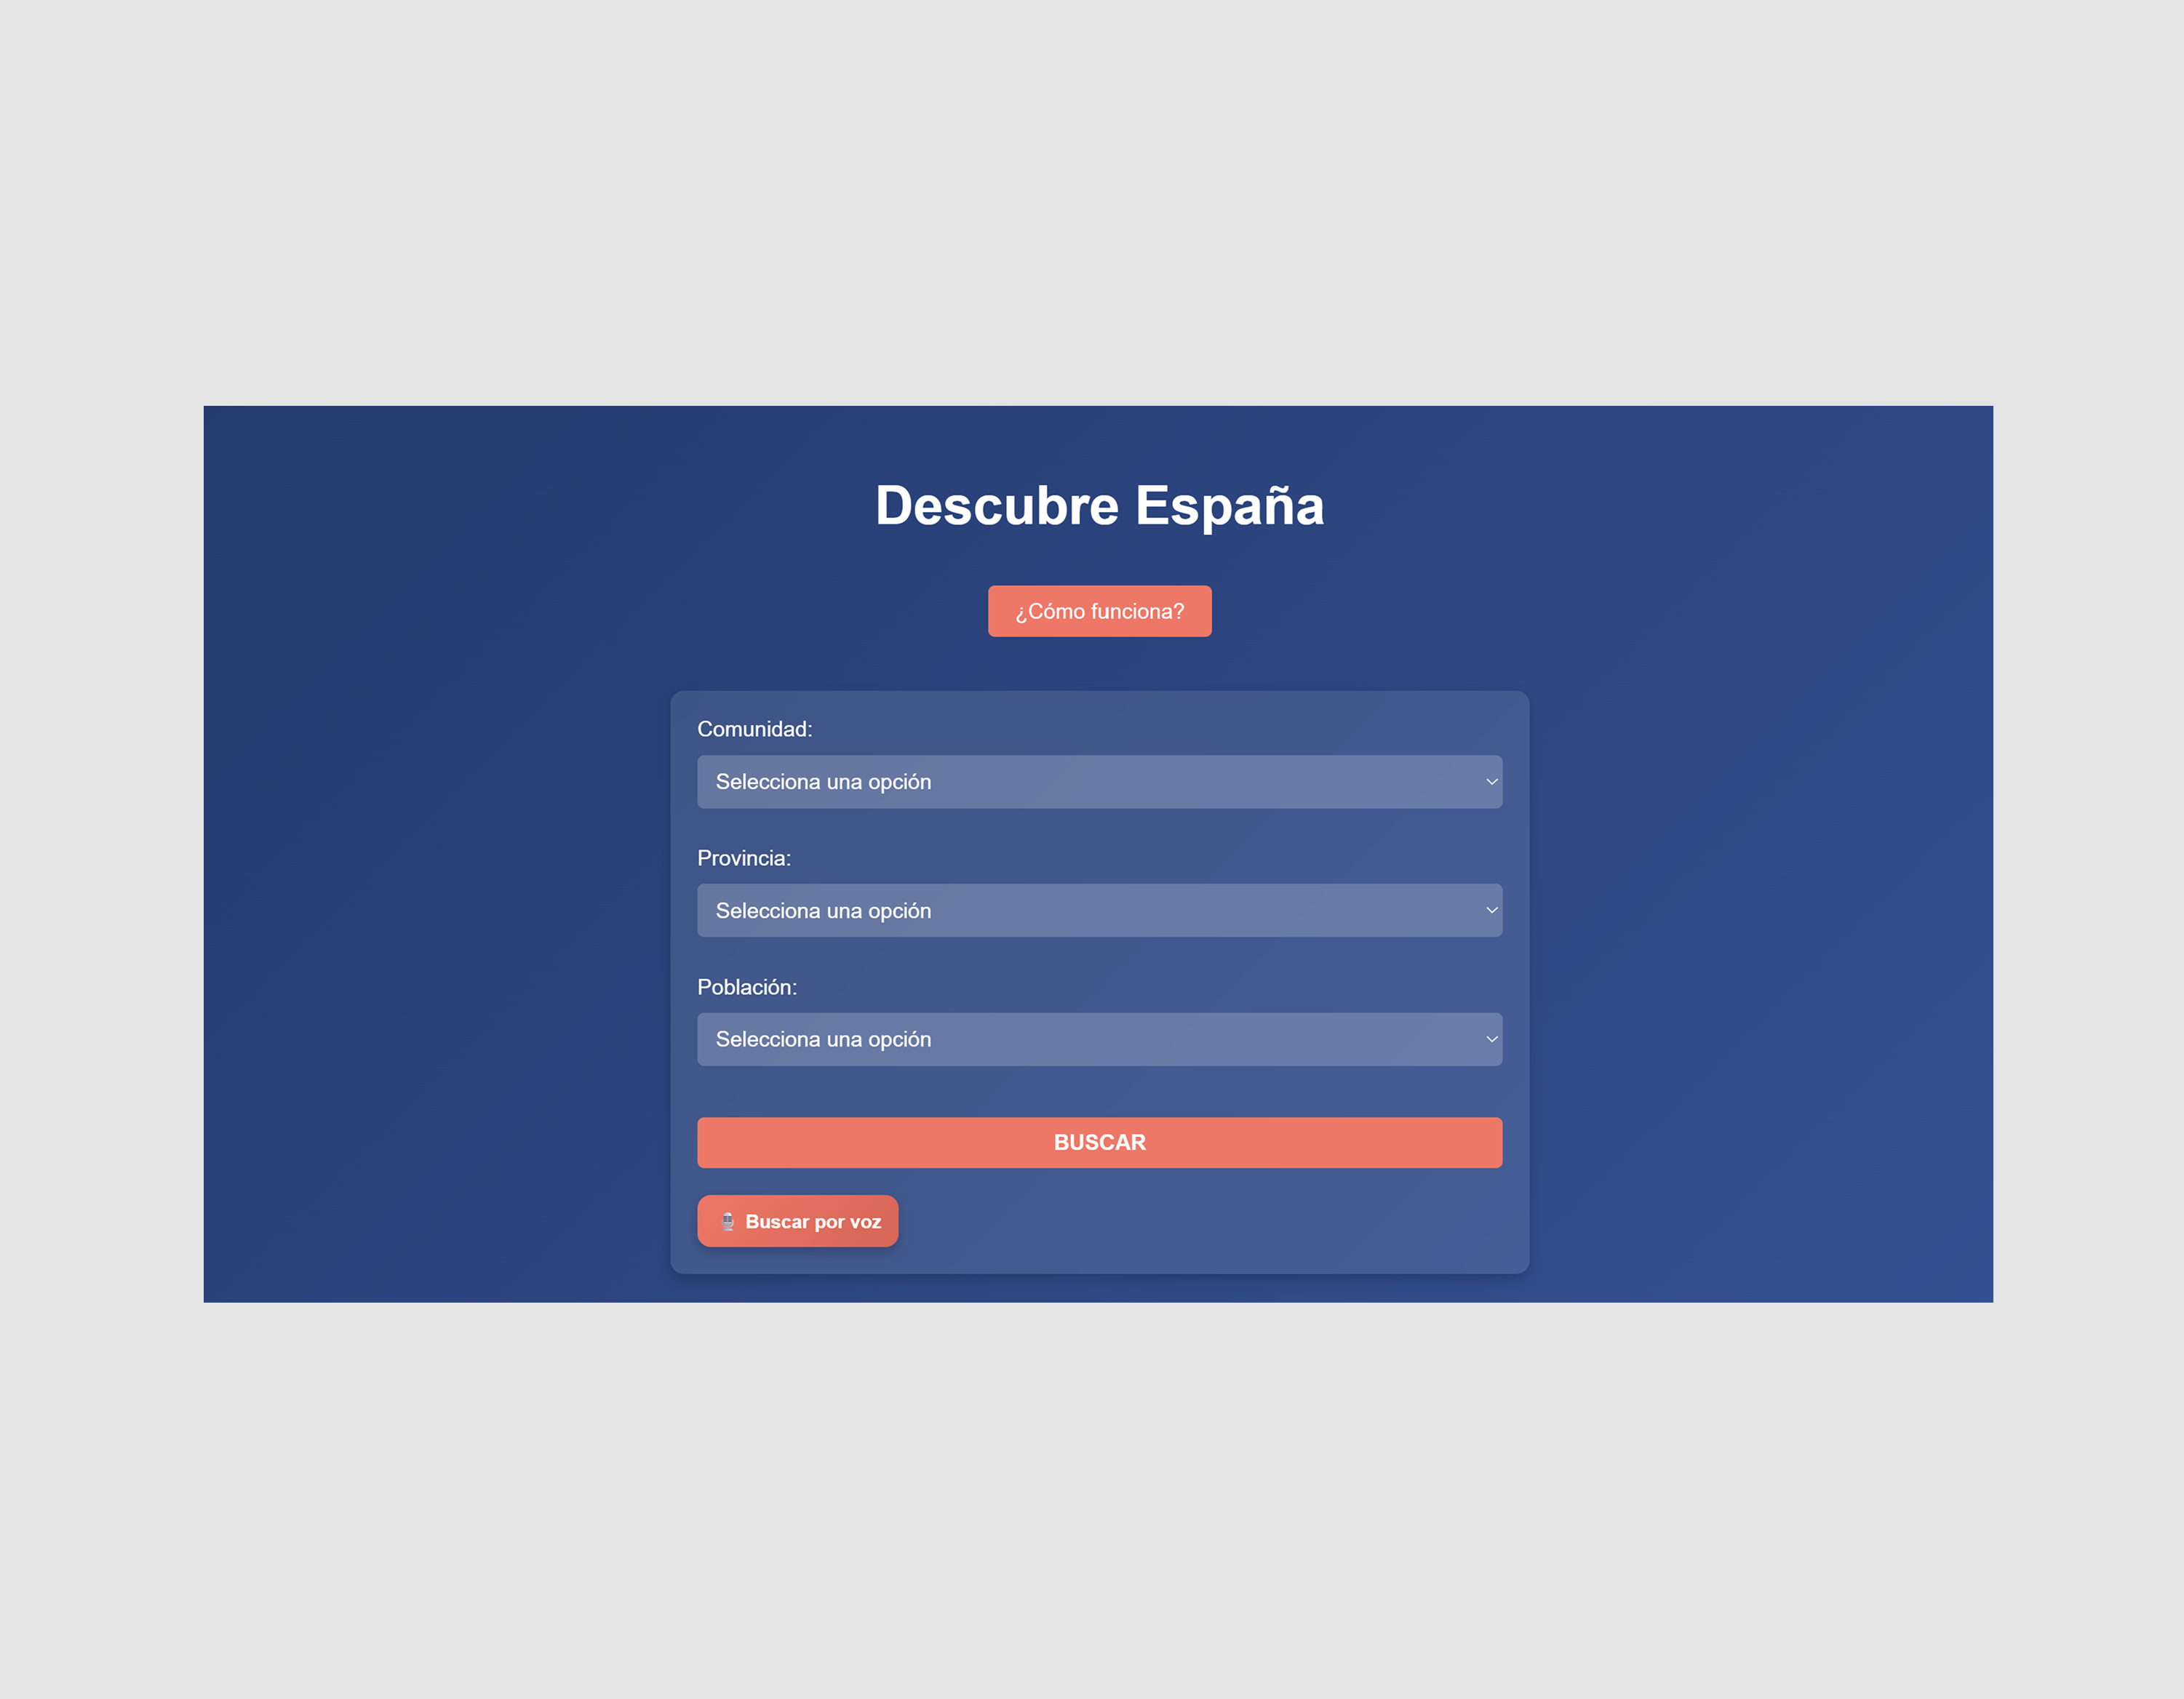 Descubre España
¿Cómo funciona?
Comunidad:
Selecciona una opción
Provincia:
Selecciona una opción
Población:
Selecciona una opción
BUSCAR
Buscar por voz